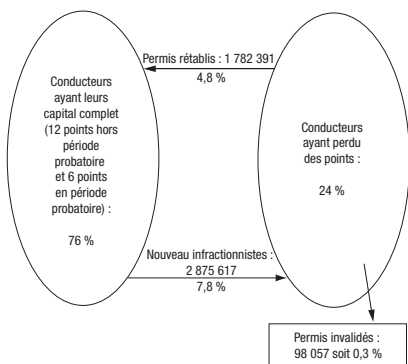 Permis rétablis : 1 782 391
4,8 %
Conducteurs
ayant leurs
capital complet
(12 points hors
période
probatoire
et 6 points
en période
probatoire) :
76 %
Conducteurs
ayant perdu
des points :
24 %
Nouveau infractionnistes :
2 875 617
7,8 %
Permis invalidés :
98 057 soit 0,3 %